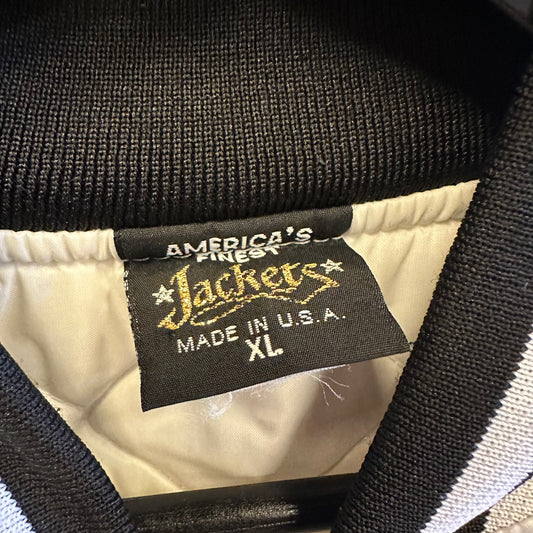 AMERICA'S
FINEST
Jackets
MADE IN U.S.A.
XL